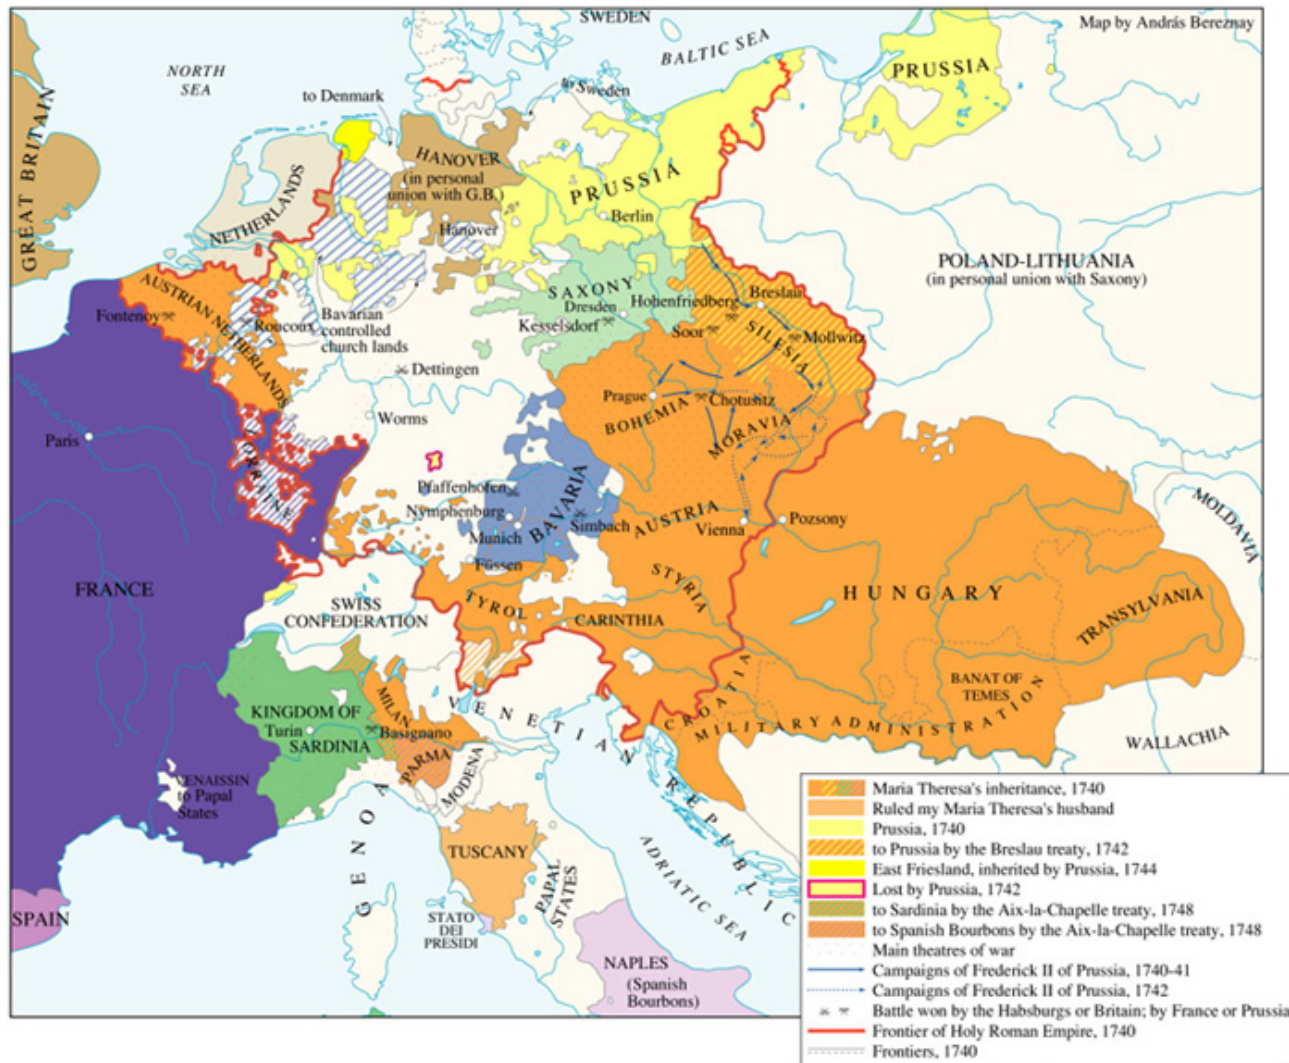 SWEDEN
Map by András Bereznay
BALTIC SEA
NORTH
SEA
PRUSSIA
to Denmark
to Sweden
GREAT BRITAIN
HANOVER
(in personal
union with G.B.)
Hanover
NETHERLANDS
PRUSSIA
Berlin
POLAND-LITHUANIA
(in personal union with Saxony)
SAXONY
Dresden
Kesselsdorf
Hohenfriedberg
Breslau
Soor
SILESIA
Mollwitz
AUSTRIAN NETHERLANDS
Fontenoy
Roucoux
Bavarian
controlled
church lands
Dettingen
Prague
Chotusitz
BOHEMIA
MORAVIA
Worms
Paris
LORRAINE
Pfaffenhofen
Nymphenburg
Munich
BAVARIA
Simbach
Füssen
AUSTRIA
Vienna
Pozsony
MOLDAVIA
FRANCE
SWISS
CONFEDERATION
TYROL
STYRIA
CARINTHIA
HUNGARY
TRANSYLVANIA
BANAT OF
TEMES
CROATIA
MILITARY ADMINISTRATION
WALLACHIA
KINGDOM OF
SARDINIA
Turin
MILAN
Basignano
PARMA
MODENA
VENETIAN REPUBLIC
VENAISSIN
to Papal
States
GENOA
TUSCANY
PAPAL
STATES
ADRIATIC SEA
STATO
DEI
PRESIDI
SPAIN
NAPLES
(Spanish
Bourbons)
Maria Theresa's inheritance, 1740
Ruled my Maria Theresa's husband
Prussia, 1740
to Prussia by the Breslau treaty, 1742
East Friesland, inherited by Prussia, 1744
Lost by Prussia, 1742
to Sardinia by the Aix-la-Chapelle treaty, 1748
to Spanish Bourbons by the Aix-la-Chapelle treaty, 1748
Main theatres of war
Campaigns of Frederick II of Prussia, 1740-41
Campaigns of Frederick II of Prussia, 1742
Battle won by the Habsburgs or Britain; by France or Prussia
Frontier of Holy Roman Empire, 1740
Frontiers, 1740